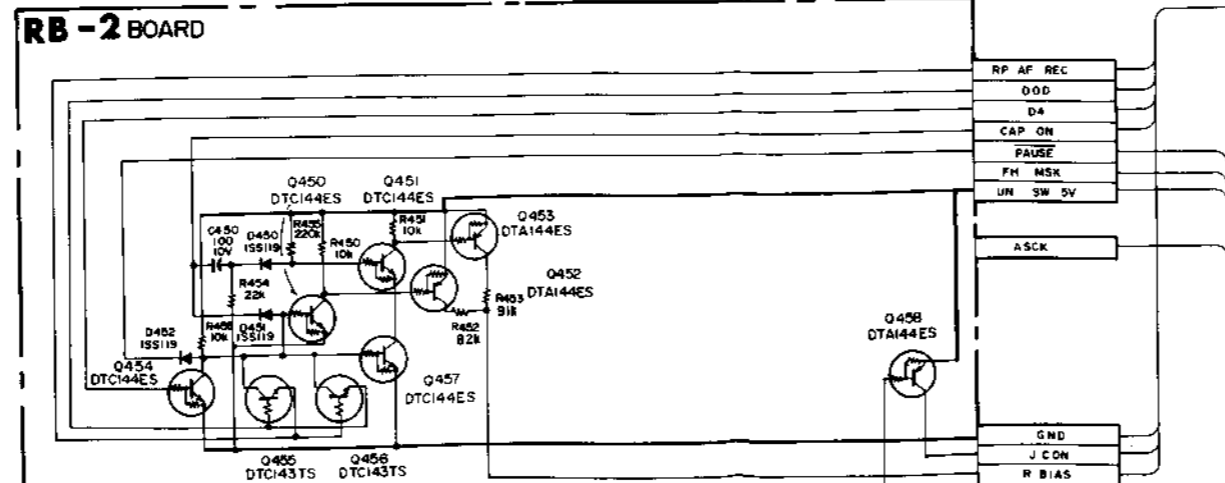 RB-2 BOARD
RP AF REC
DOD
D4
CAP ON
PAUSE
FH MSK
UN SW 5V
ASCK
Q450
DTC144ES
Q451
DTC144ES
Q453
DTA144ES
Q452
DTA144ES
C450
100
10V
D450
1SS119
R455
220k
R450
10k
R451
10k
R454
22k
D451
1SS119
R456
10k
D452
1SS119
R453
91k
R452
82k
Q454
DTC144ES
Q457
DTC144ES
Q458
DTA144ES
Q455
DTC143TS
Q456
DTC143TS
GND
J CON
R BIAS